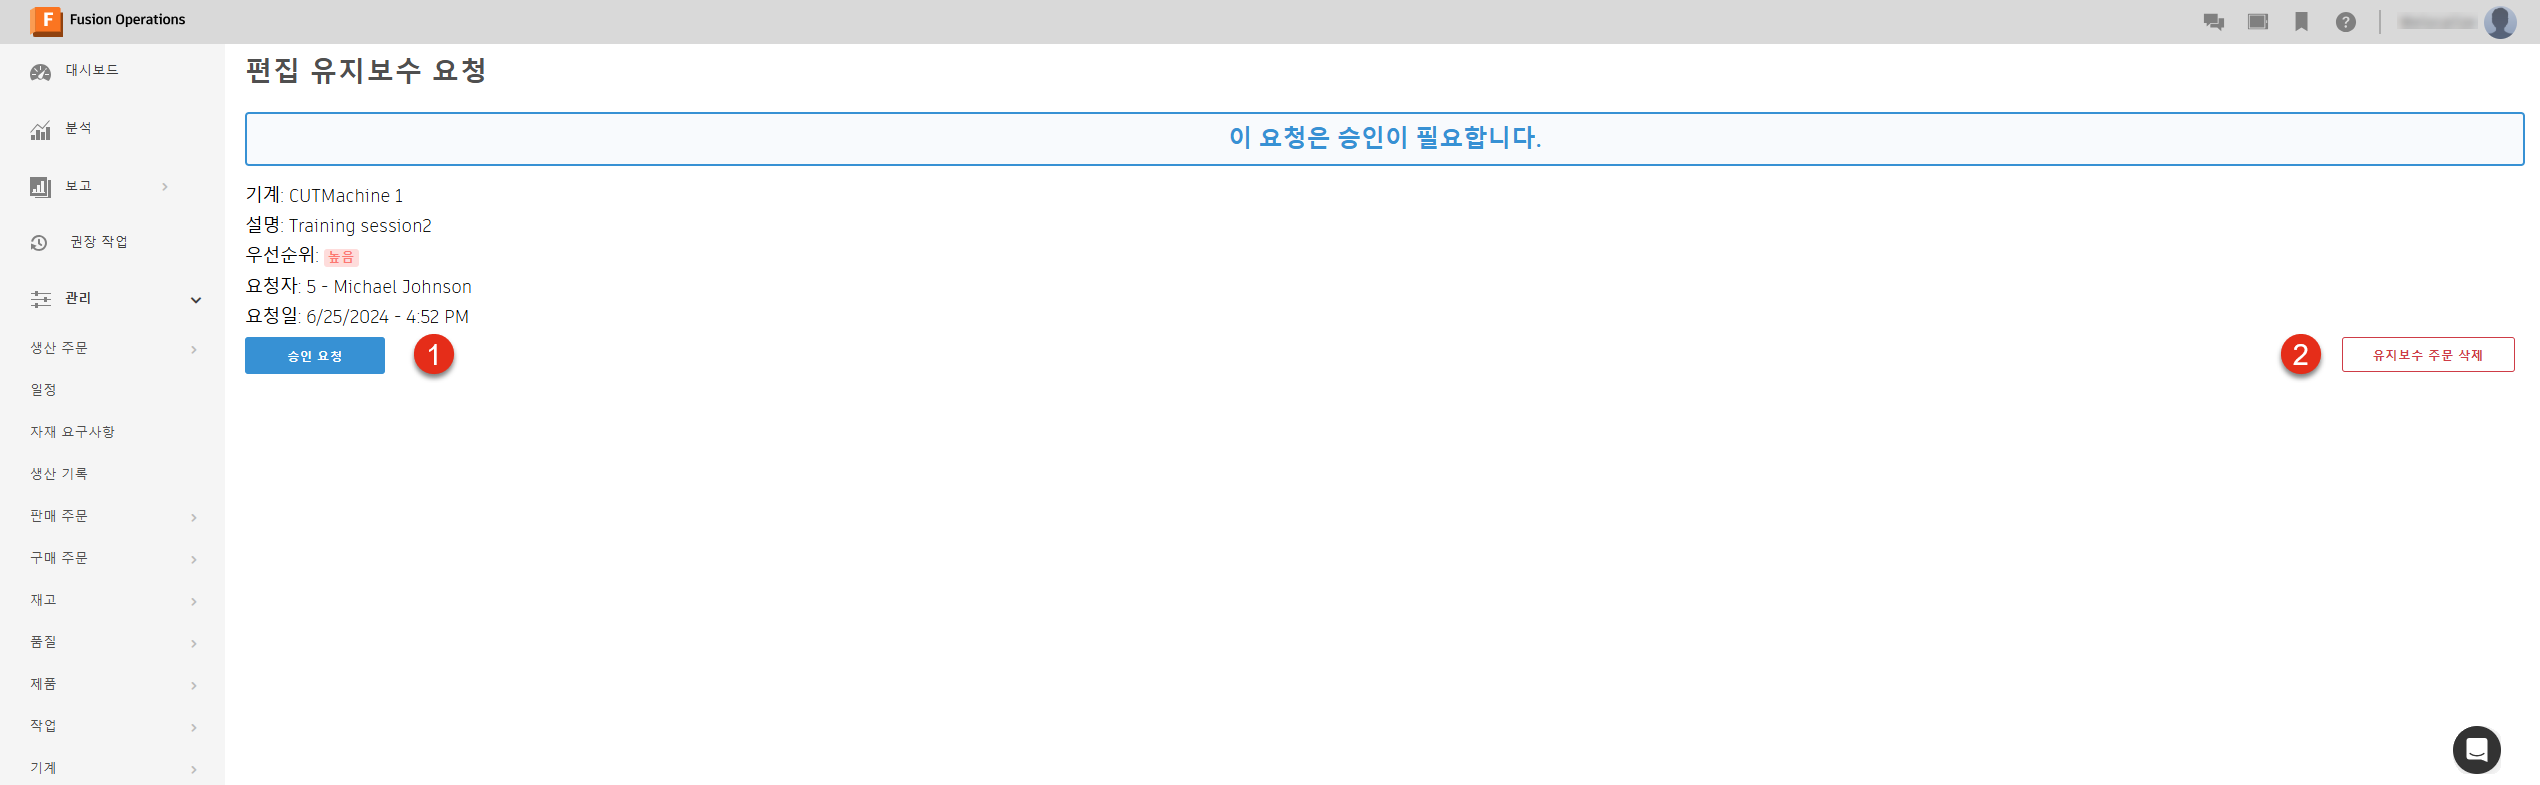 F Fusion Operations
?
대시보드
분석
보고
권장 작업
관리
생산 주문
일정
자재 요구사항
생산 기록
판매 주문
구매 주문
재고
품질
제품
작업
기계
편집 유지보수 요청
이 요청은 승인이 필요합니다.
기계: CUTMachine 1
설명: Training session2
우선순위: 높음
요청자: 5 - Michael Johnson
요청일: 6/25/2024 - 4:52 PM
승인 요청 1
2 유지보수 주문 삭제